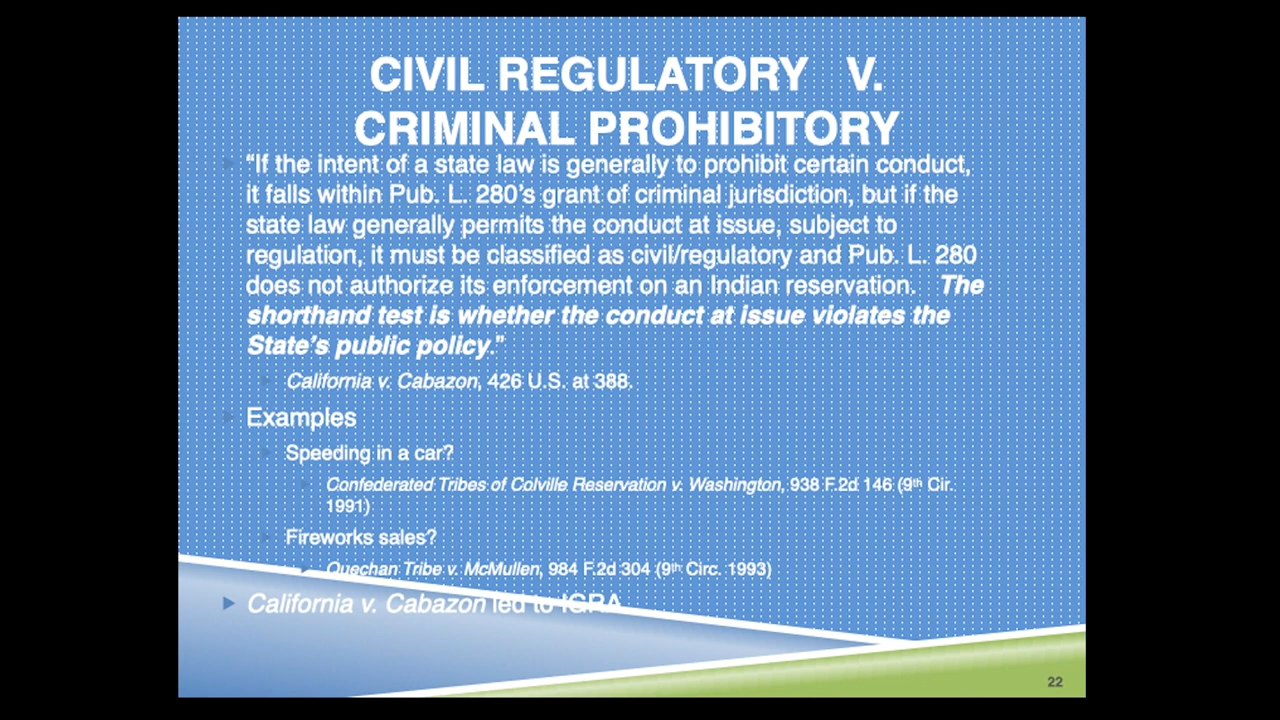 CIVIL REGULATORY V.
CRIMINAL PROHIBITORY
“If the intent of a state law is generally to prohibit certain conduct,
it falls within Pub. L. 280’s grant of criminal jurisdiction, but if the
state law generally permits the conduct at issue, subject to
regulation, it must be classified as civil/regulatory and Pub. L. 280
does not authorize its enforcement on an Indian reservation. The
shorthand test is whether the conduct at issue violates the
State’s public policy.”
California v. Cabazon, 426 U.S. at 388.
Examples
Speeding in a car?
Confederated Tribes of Colville Reservation v. Washington, 938 F.2d 146 (9th Cir.
1991)
Fireworks sales?
Quechan Tribe v. McMullen, 984 F.2d 304 (9th Circ. 1993)
California v. Cabazon led to IGRA
22